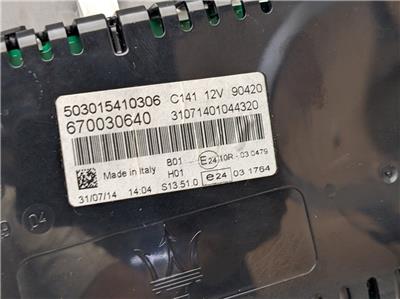 503015410306 C141 12V 90420
670030640 31071401044320
Made in Italy B01 E24 10R - 03 0479
31/07/14 14:04 H01 S13.51.0 e24 03 1764